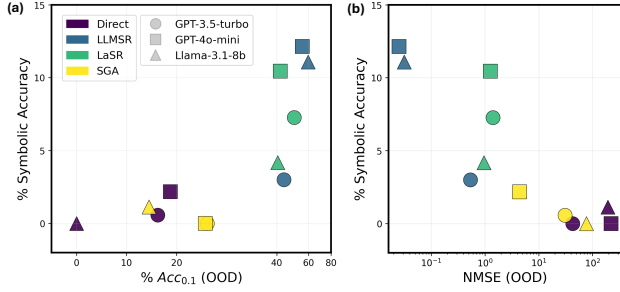 (a)
(b)
Direct
LLMSR
LaSR
SGA
GPT-3.5-turbo
GPT-4o-mini
Llama-3.1-8b
% Symbolic Accuracy
15
10
5
0
0
10
20
40
60
80
% Acc0.1 (OOD)
% Symbolic Accuracy
15
10
5
0
10−1
100
101
102
NMSE (OOD)